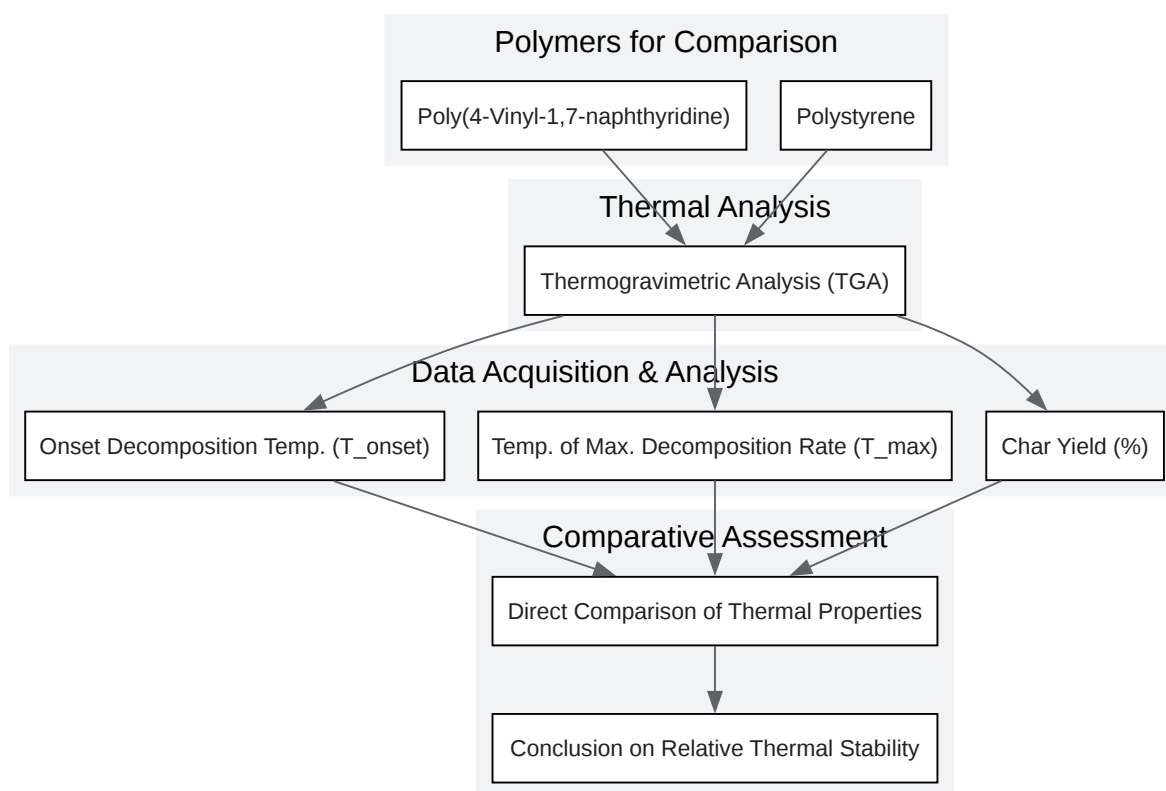 Polymers for Comparison
Poly(4-Vinyl-1,7-naphthyridine)
Polystyrene
Thermal Analysis
Thermogravimetric Analysis (TGA)
Data Acquisition & Analysis
Onset Decomposition Temp. (T_onset)
Temp. of Max. Decomposition Rate (T_max)
Char Yield (%)
Comparative Assessment
Direct Comparison of Thermal Properties
Conclusion on Relative Thermal Stability